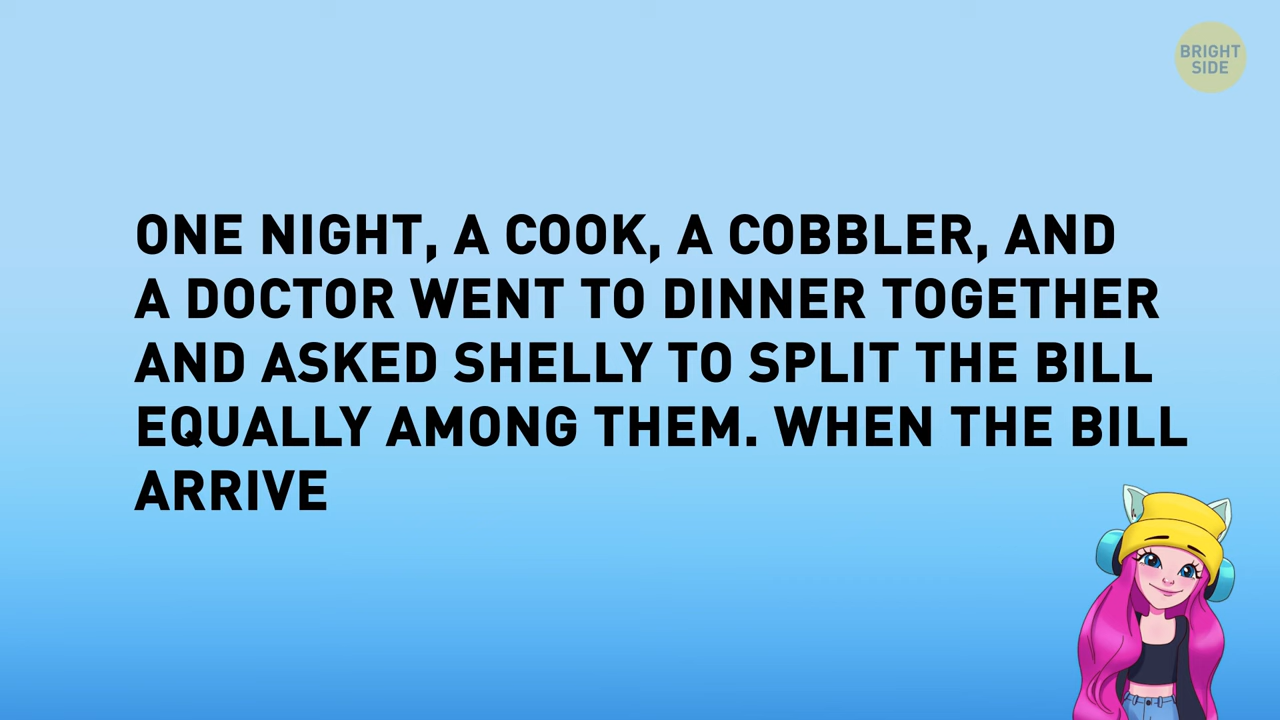 BRIGHT
SIDE
ONE NIGHT, A COOK, A COBBLER, AND
A DOCTOR WENT TO DINNER TOGETHER
AND ASKED SHELLY TO SPLIT THE BILL
EQUALLY AMONG THEM. WHEN THE BILL
ARRIVE